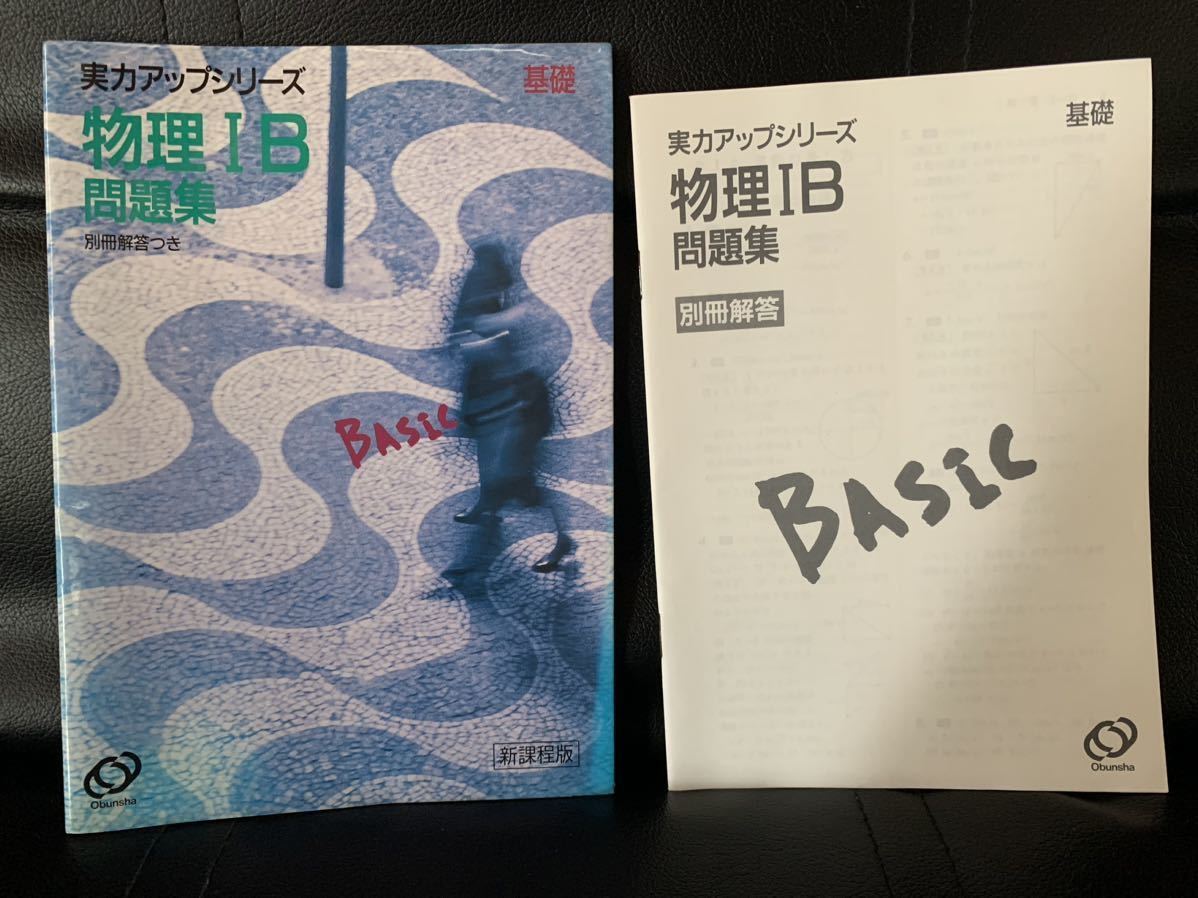 実力アップシリーズ
基礎
物理ⅠB
問題集
別冊解答つき
BASIC
新課程版
Obunsha
実力アップシリーズ
基礎
物理ⅠB
問題集
別冊解答
BASIC
Obunsha